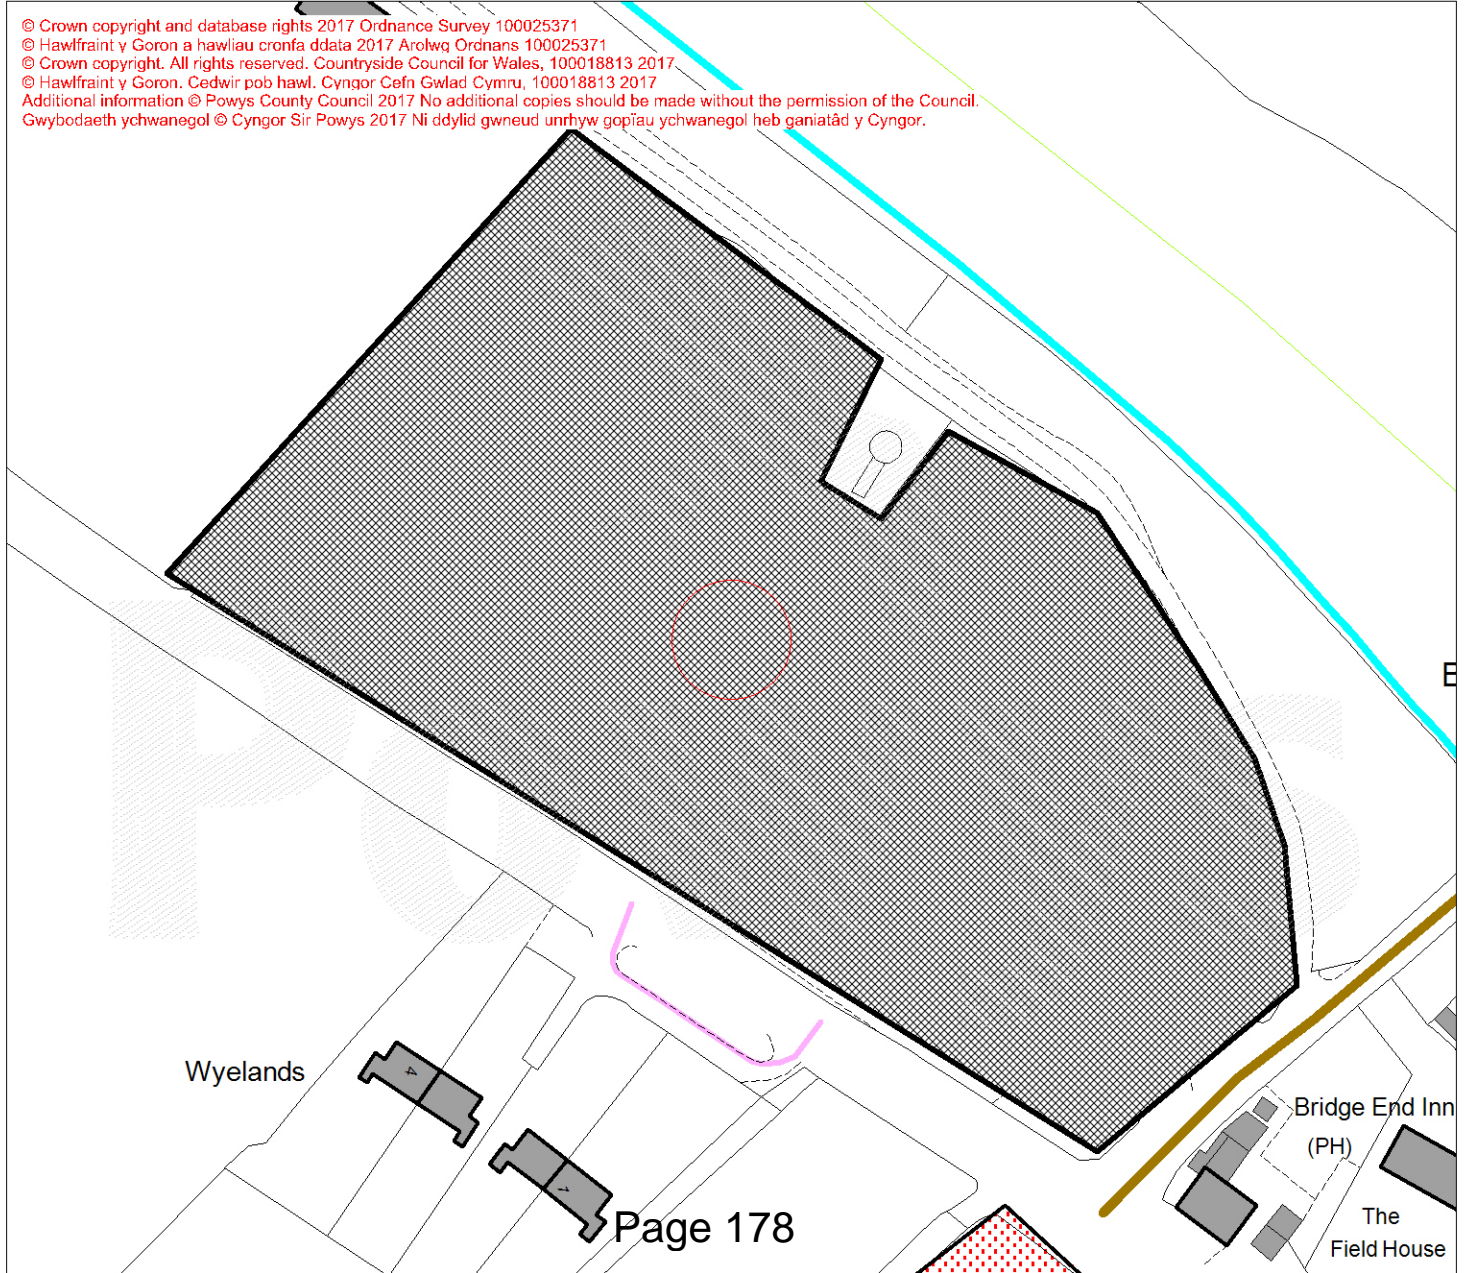 © Crown copyright and database rights 2017 Ordnance Survey 100025371
© Hawlfraint y Goron a hawliau cronfa ddata 2017 Arolwg Ordnans 100025371
© Crown copyright. All rights reserved. Countryside Council for Wales, 100018813 2017
© Hawlfraint y Goron. Cedwir pob hawl. Cyngor Cefn Gwlad Cymru, 100018813 2017
Additional information © Powys County Council 2017 No additional copies should be made without the permission of the Council.
Gwybodaeth ychwanegol © Cyngor Sir Powys 2017 Ni ddylid gwneud unrhyw gopïau ychwanegol heb ganiatâd y Cyngor.
E
Powys
Wyelands
4
1
Bridge End Inn
(PH)
Page 178
The
Field House